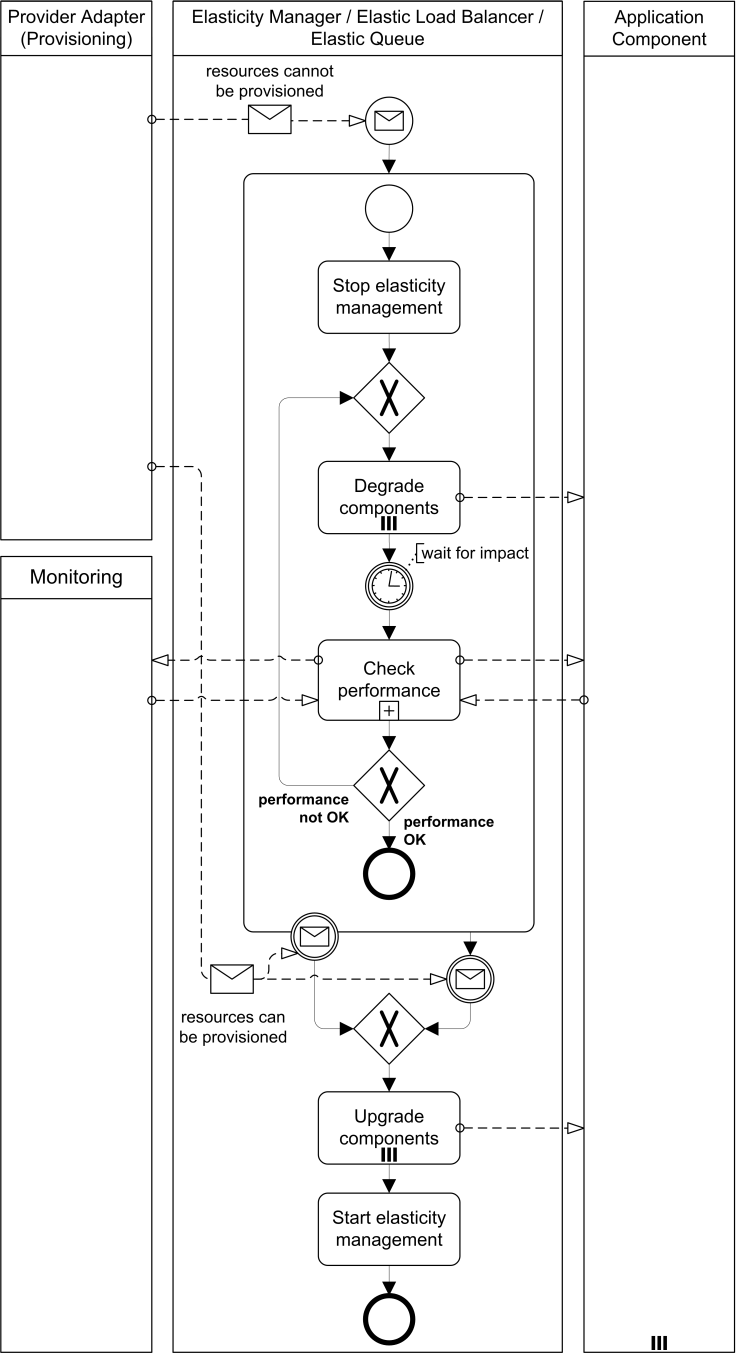 Provider Adapter
(Provisioning)
Elasticity Manager / Elastic Load Balancer /
Elastic Queue
Application
Component
resources cannot
be provisioned
Stop elasticity
management
Degrade
components
wait for impact
Monitoring
Check
performance
performance
not OK
performance
OK
resources can
be provisioned
Upgrade
components
Start elasticity
management